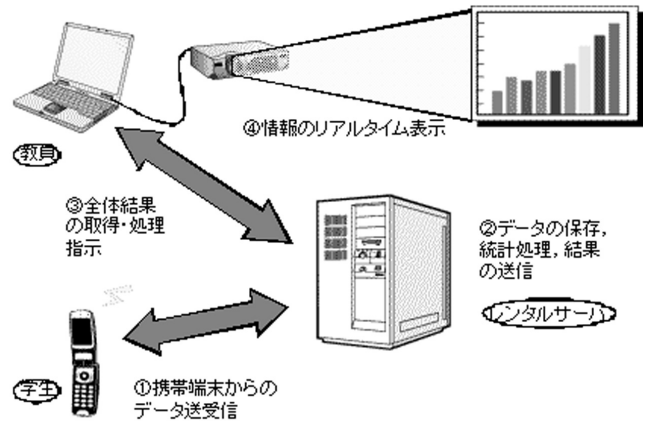 ④情報のリアルタイム表示
教員
③全体結果
の取得・処理
指示
②データの保存,
統計処理,結果
の送信
レンタルサーバ
学生
①携帯端末からの
データ送受信